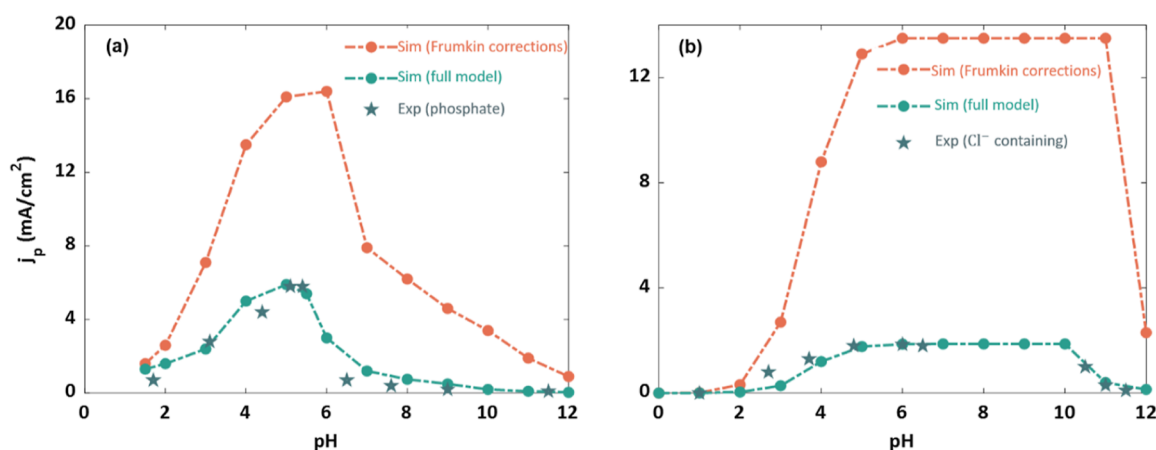 (a)
Sim (Frumkin corrections)
Sim (full model)
Exp (phosphate)
20
16
12
8
4
0
0 2 4 6 8 10 12
pH
j_p (mA/cm^2)
(b)
Sim (Frumkin corrections)
Sim (full model)
Exp (Cl⁻ containing)
12
8
4
0
0 2 4 6 8 10 12
pH